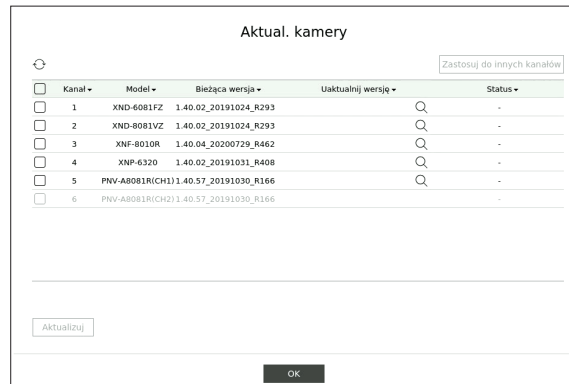 Aktual. kamery
Zastosuj do innych kanałów
Kanał Model Bieżąca wersja Uaktualnij wersję Status
1 XND-6081FZ 1.40.02_20191024_R293 -
2 XND-8081VZ 1.40.02_20191024_R293 -
3 XNF-8010R 1.40.04_20200729_R462 -
4 XNP-6320 1.40.02_20191031_R408 -
5 PNV-A8081R(CH1) 1.40.57_20191030_R166 -
6 PNV-A8081R(CH2) 1.40.57_20191030_R166 -
Aktualizuj
OK